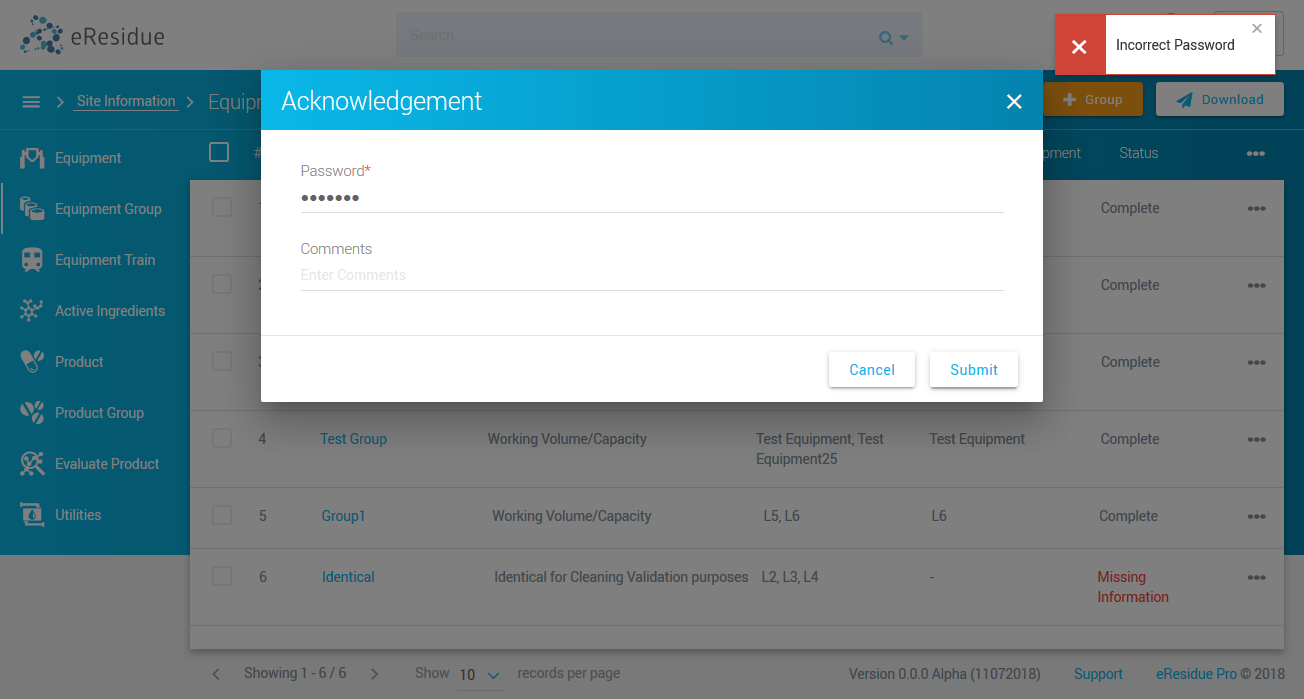 eResidue
Search
Incorrect Password
Site Information
Equip
Group
Download
Acknowledgement
#
pment
Status
Equipment
Equipment Group
Equipment Train
Active Ingredients
Product
Product Group
Evaluate Product
Utilities
Password*
•••••••
Comments
Enter Comments
Cancel
Submit
Complete
Complete
Complete
4 Test Group Working Volume/Capacity Test Equipment, Test Test Equipment Complete
Equipment25
5 Group1 Working Volume/Capacity L5, L6 L6 Complete
6 Identical Identical for Cleaning Validation purposes L2, L3, L4 - Missing
Information
Showing 1 - 6 / 6 Show 10 records per page
Version 0.0.0 Alpha (11072018) Support eResidue Pro © 2018